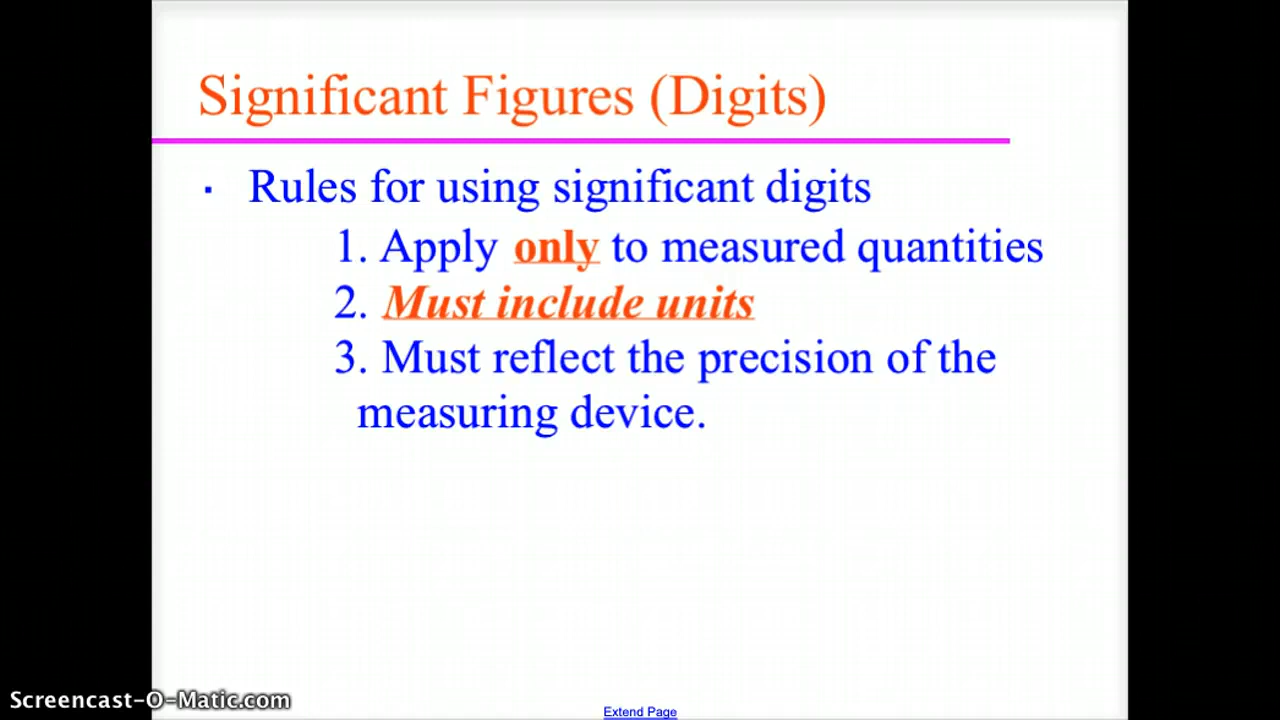 Significant Figures (Digits)
· Rules for using significant digits
1. Apply only to measured quantities
2. Must include units
3. Must reflect the precision of the
measuring device.
Screencast-O-Matic.com
Extend Page